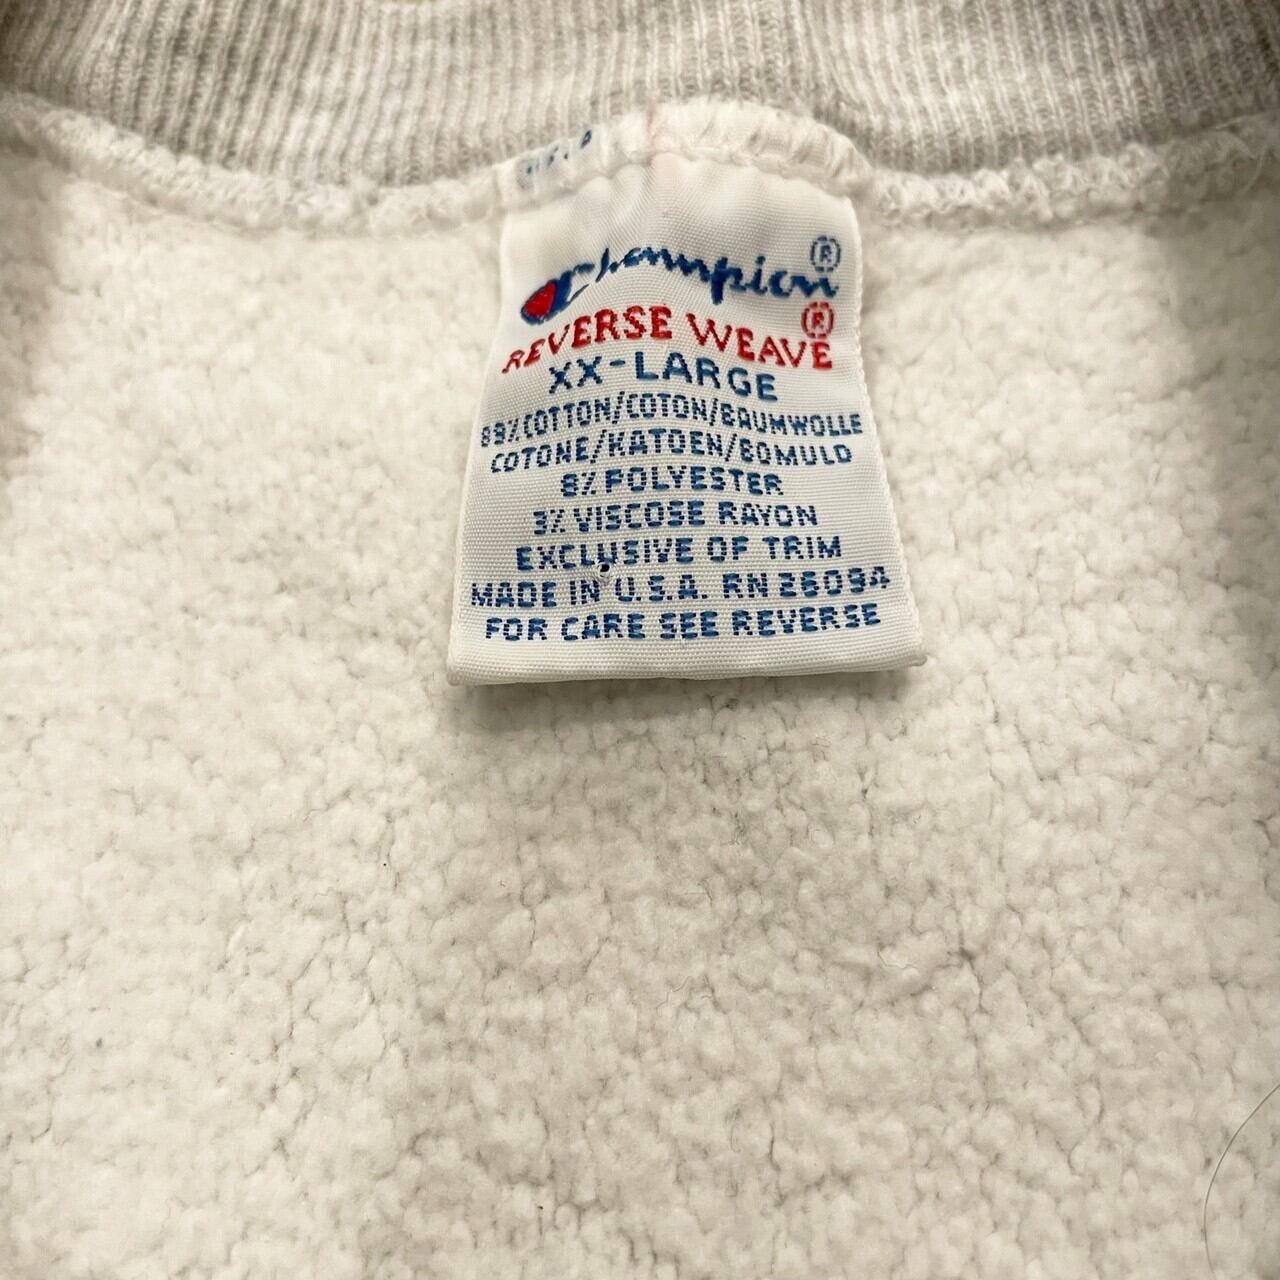 Champion®
REVERSE WEAVE®
XX-LARGE
89% COTTON/COTON/BAUMWOLLE
COTONE/KATOEN/BOMULD
8% POLYESTER
3% VISCOSE RAYON
EXCLUSIVE OF TRIM
MADE IN U.S.A. RN 26094
FOR CARE SEE REVERSE